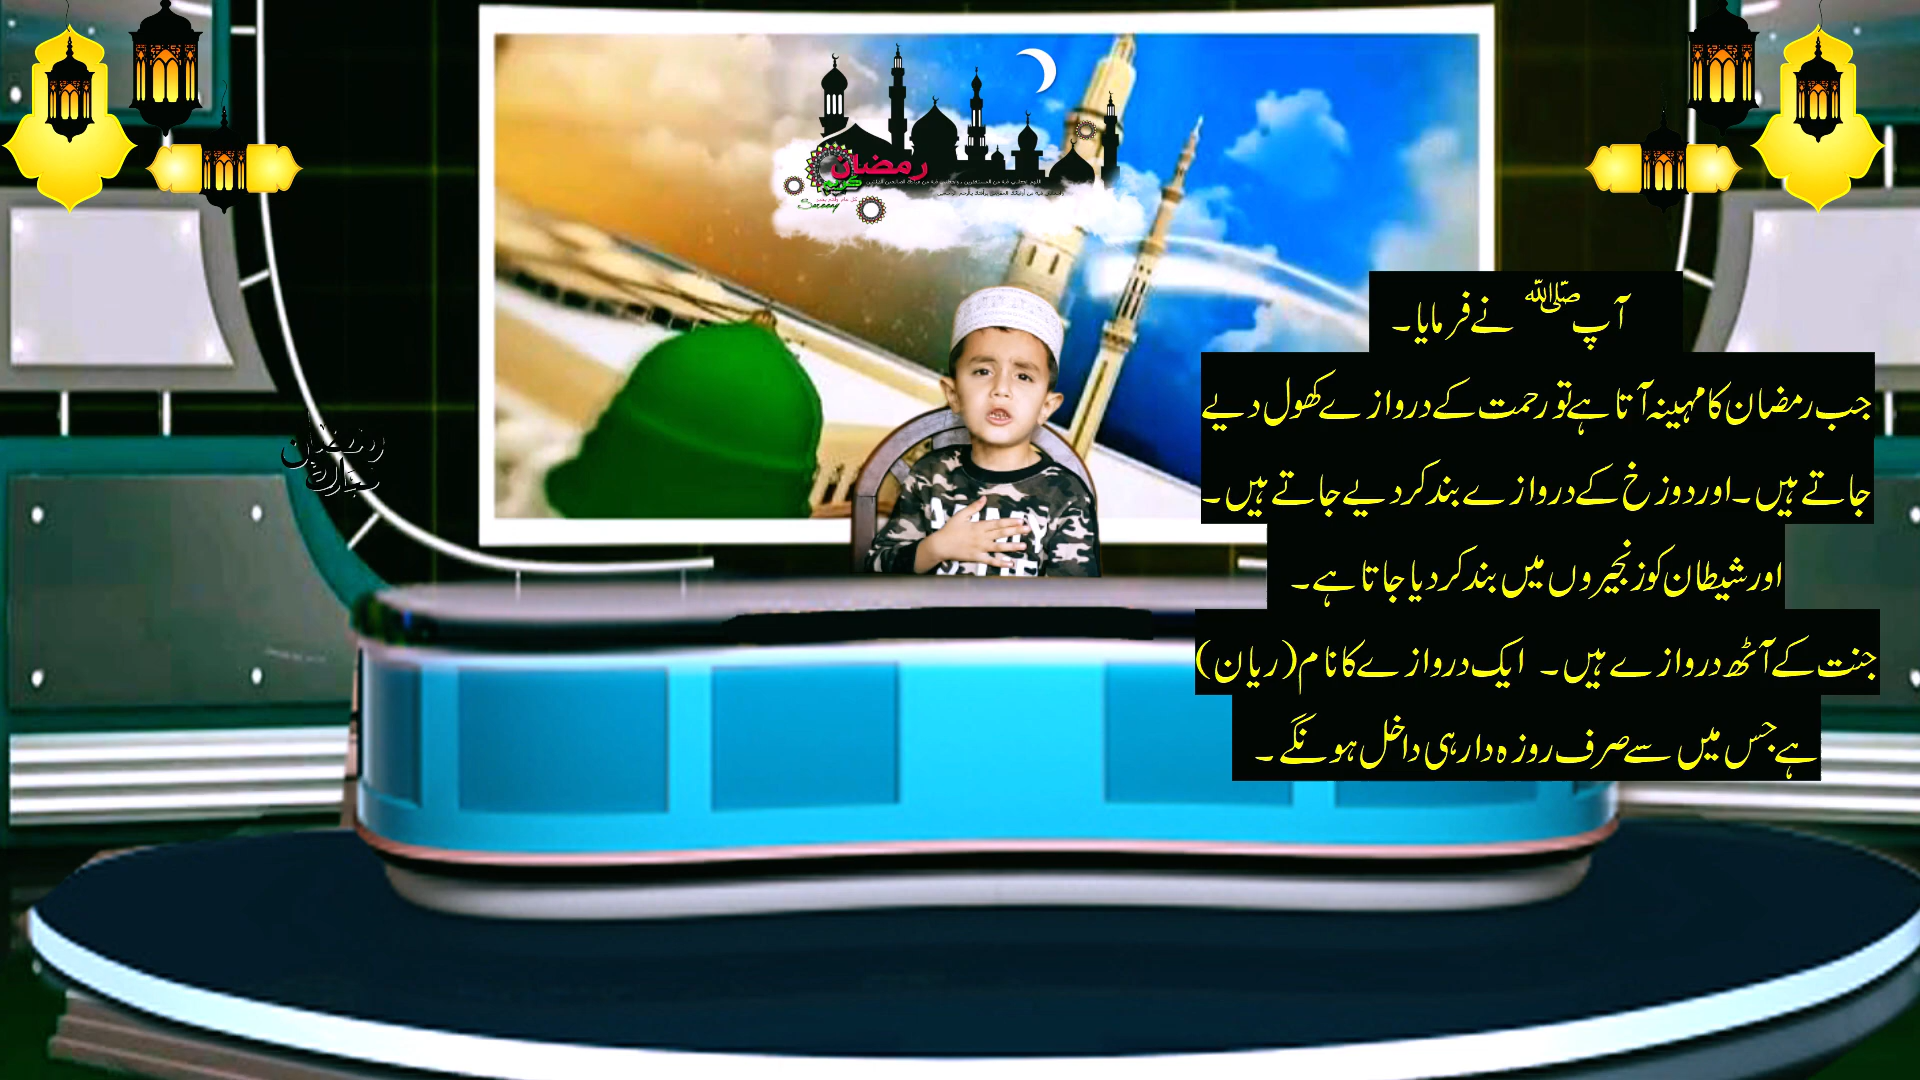 رمضان
كريم
رمضان
مبارك
آپ ﷺ نے فرمایا۔
جب رمضان کا مہینہ آتا ہے تو رحمت کے دروازے کھول دیے
جاتے ہیں۔ اور دوزخ کے دروازے بند کر دیے جاتے ہیں۔
اور شیطان کو زنجیروں میں بند کر دیا جاتا ہے۔
جنت کے آٹھ دروازے ہیں۔ ایک دروازے کا نام (ریان)
ہے جس میں سے صرف روزہ دار ہی داخل ہونگے۔